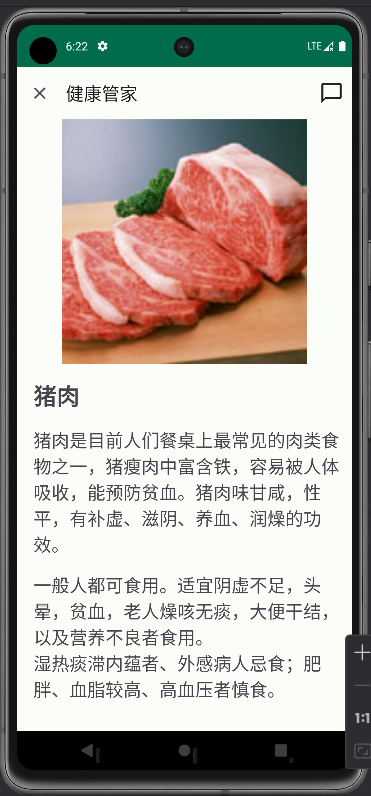 6:22
LTE
健康管家
猪肉
猪肉是目前人们餐桌上最常见的肉类食
物之一，猪瘦肉中富含铁，容易被人体
吸收，能预防贫血。猪肉味甘咸，性
平，有补虚、滋阴、养血、润燥的功
效。
一般人都可食用。适宜阴虚不足，头
晕，贫血，老人燥咳无痰，大便干结，
以及营养不良者食用。
湿热痰滞内蕴者、外感病人忌食；肥
胖、血脂较高、高血压者慎食。
1:1